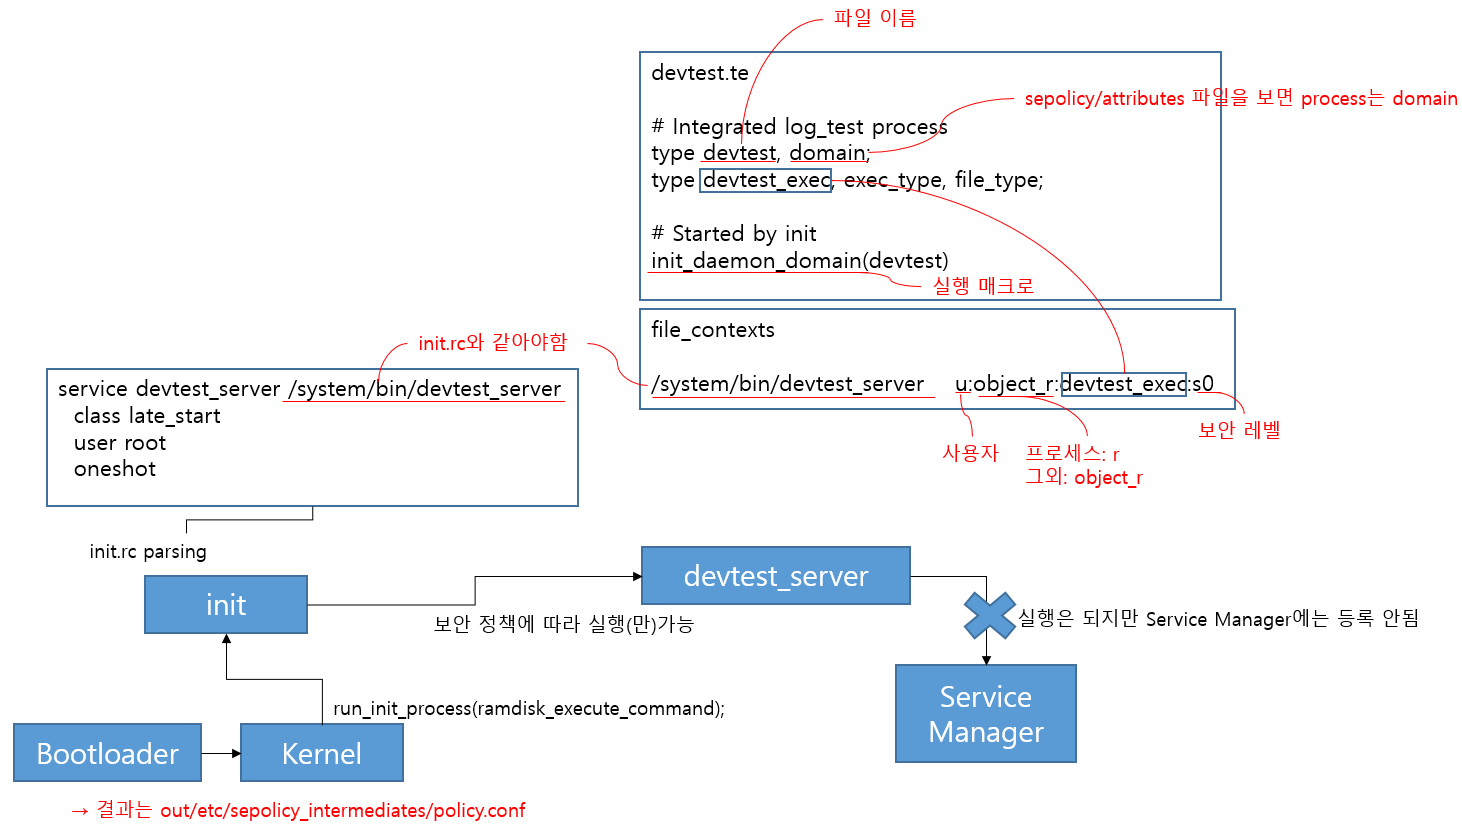 파일 이름
devtest.te
sepolicy/attributes 파일을 보면 process는 domain
# Integrated log_test process
type devtest, domain;
type devtest_exec, exec_type, file_type;
# Started by init
init_daemon_domain(devtest)
실행 매크로
file_contexts
init.rc와 같아야함
/system/bin/devtest_server u:object_r:devtest_exec:s0
service devtest_server /system/bin/devtest_server
class late_start
user root
oneshot
보안 레벨
사용자
프로세스: r
그외: object_r
init.rc parsing
init
devtest_server
보안 정책에 따라 실행(만)가능
실행은 되지만 Service Manager에는 등록 안됨
Service
Manager
run_init_process(ramdisk_execute_command);
Bootloader
Kernel
→ 결과는 out/etc/sepolicy_intermediates/policy.conf